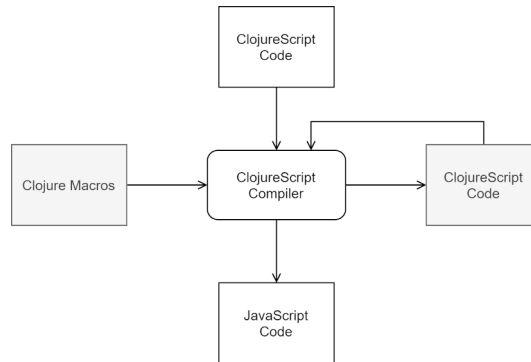 ClojureScript
Code
Clojure Macros
ClojureScript
Compiler
ClojureScript
Code
JavaScript
Code